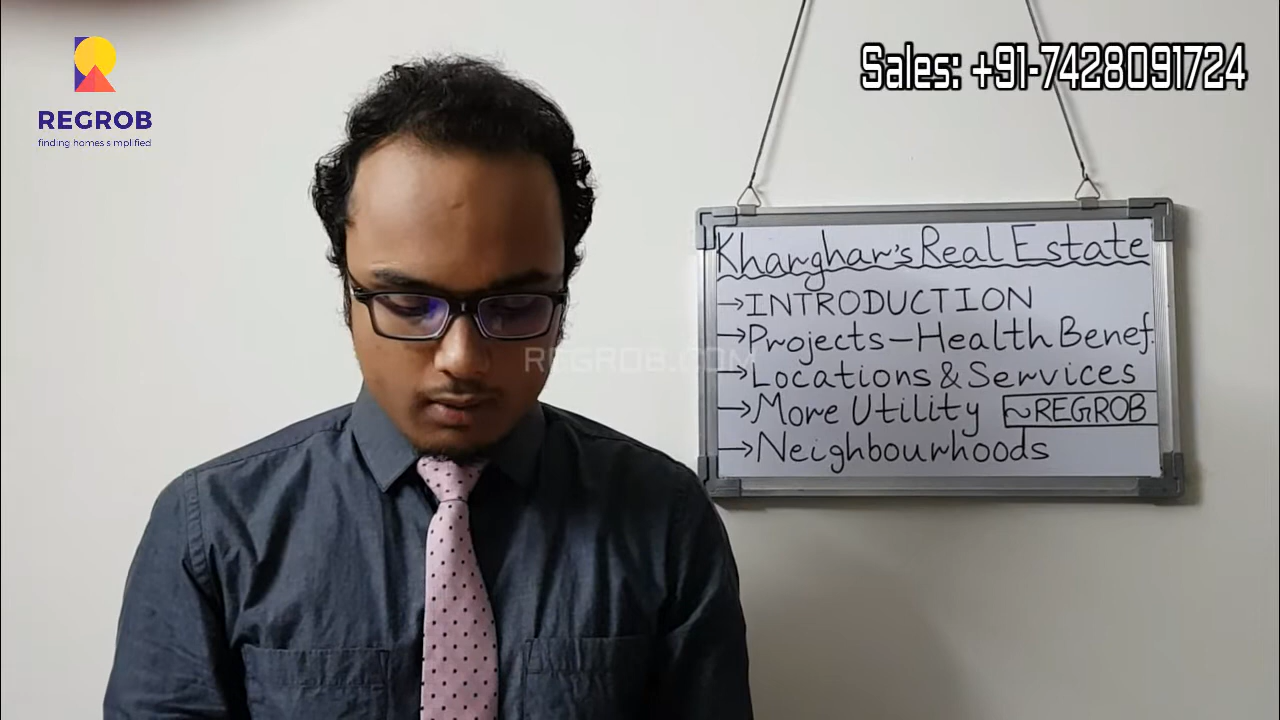 REGROB
finding homes simplified
Sales: +91-7428091724
Kharghar's Real Estate
→INTRODUCTION
→Projects–Health Benef.
→Locations & Services
→More Utility ~REGROB
→Neighbourhoods
REGROB.COM